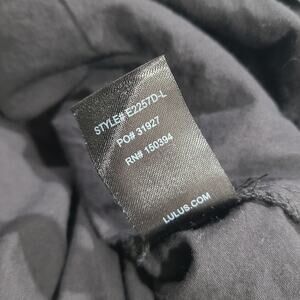 STYLE# E2257D-L
PO# 31927
RN# 150394
LULUS.COM